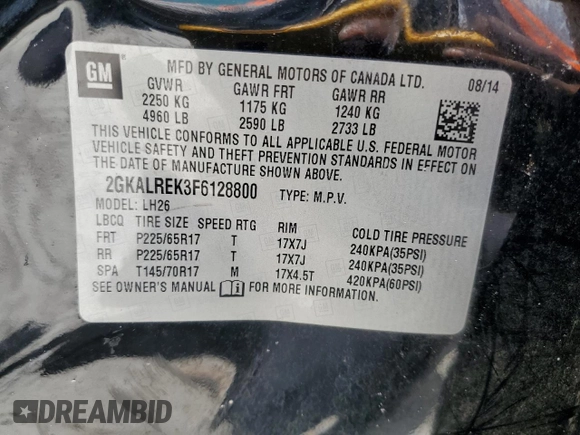 GM
MFD BY GENERAL MOTORS OF CANADA LTD. 08/14
GVWR GAWR FRT GAWR RR
2250 KG 1175 KG 1240 KG
4960 LB 2590 LB 2733 LB
THIS VEHICLE CONFORMS TO ALL APPLICABLE U.S. FEDERAL MOTOR
VEHICLE SAFETY AND THEFT PREVENTION STANDARDS IN EFFECT ON
THE DATE OF MANUFACTURE SHOWN ABOVE.
2GKALREK3F6128800 TYPE: M.P.V.
MODEL: LH26
LBCQ TIRE SIZE SPEED RTG RIM COLD TIRE PRESSURE
FRT P225/65R17 T 17X7J 240KPA(35PSI)
RR P225/65R17 T 17X7J 240KPA(35PSI)
SPA T145/70R17 M 17X4.5T 420KPA(60PSI)
SEE OWNER'S MANUAL FOR MORE INFORMATION.
DREAMBID